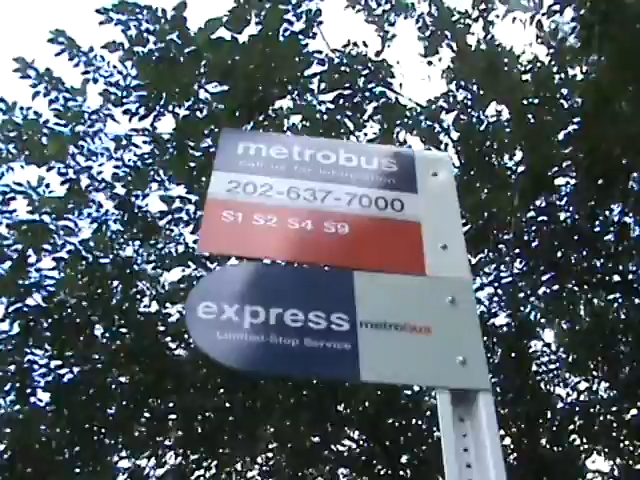 metrobus
call us for information
202-637-7000
S1 S2 S4 S9
express
metrobus
Limited-Stop Service